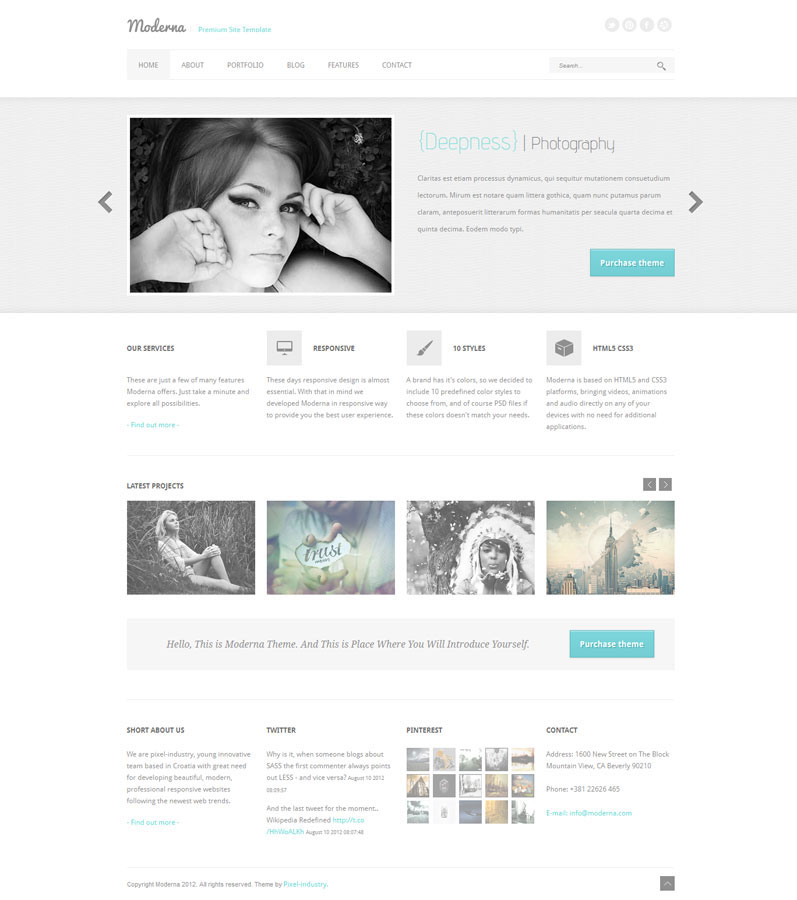 Moderna
Premium Site Template
HOME ABOUT PORTFOLIO BLOG FEATURES CONTACT
Search...
{Deepness} | Photography
Claritas est etiam processus dynamicus, qui sequitur mutationem consuetudium
lectorum. Mirum est notare quam littera gothica, quam nunc putamus parum
claram, anteposuerit litterarum formas humanitatis per seacula quarta decima et
quinta decima. Eodem modo typi.
Purchase theme
OUR SERVICES
These are just a few of many features
Moderna offers. Just take a minute and
explore all possibilities.
- Find out more -
RESPONSIVE
These days responsive design is almost
essential. With that in mind we
developed Moderna in responsive way
to provide you the best user experience.
10 STYLES
A brand has it's colors, so we decided to
include 10 predefined color styles to
choose from, and of course PSD files if
these colors doesn't match your needs.
HTML5 CSS3
Moderna is based on HTML5 and CSS3
platforms, bringing videos, animations
and audio directly on any of your
devices with no need for additional
applications.
LATEST PROJECTS
trust
Hello, This is Moderna Theme. And This is Place Where You Will Introduce Yourself.
Purchase theme
SHORT ABOUT US
We are pixel-industry, young innovative
team based in Croatia with great need
for developing beautiful, modern,
professional responsive websites
following the newest web trends.
- Find out more -
TWITTER
Why is it, when someone blogs about
SASS the first commenter always points
out LESS - and vice versa? August 10 2012
08:09:57
And the last tweet for the moment..
Wikipedia Redefined http://t.co
August 10 2012 08:07:48
PINTEREST
CONTACT
Address: 1600 New Street on The Block
Mountain View, CA Beverly 90210
Phone: +381 22626 465
E-mail: info@moderna.com
Copyright Moderna 2012. All rights reserved. Theme by Pixel-industry.